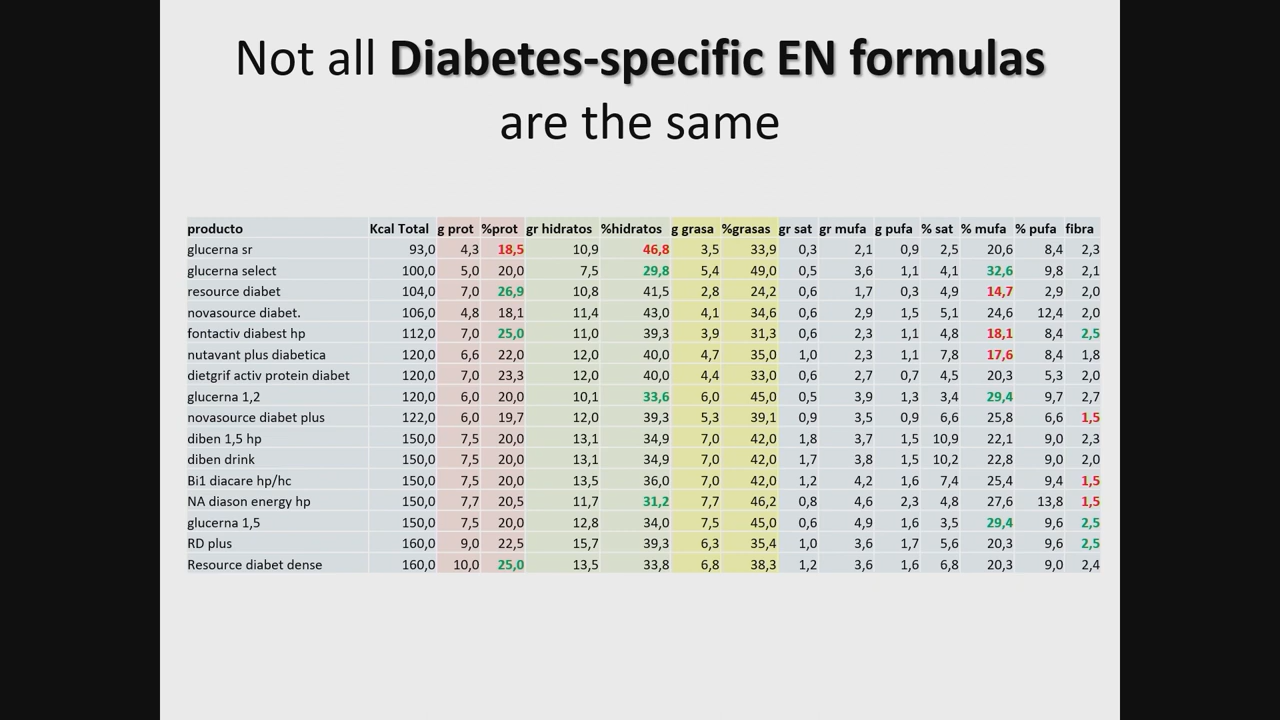 Not all Diabetes-specific EN formulas
are the same
producto Kcal Total g prot %prot gr hidratos %hidratos g grasa %grasas gr sat gr mufa g pufa % sat % mufa % pufa fibra
glucerna sr 93,0 4,3 18,5 10,9 46,8 3,5 33,9 0,3 2,1 0,9 2,5 20,6 8,4 2,3
glucerna select 100,0 5,0 20,0 7,5 29,8 5,4 49,0 0,5 3,6 1,1 4,1 32,6 9,8 2,1
resource diabet 104,0 7,0 26,9 10,8 41,5 2,8 24,2 0,6 1,7 0,3 4,9 14,7 2,9 2,0
novasource diabet. 106,0 4,8 18,1 11,4 43,0 4,1 34,6 0,6 2,9 1,5 5,1 24,6 12,4 2,0
fontactiv diabest hp 112,0 7,0 25,0 11,0 39,3 3,9 31,3 0,6 2,3 1,1 4,8 18,1 8,4 2,5
nutavant plus diabetica 120,0 6,6 22,0 12,0 40,0 4,7 35,0 1,0 2,3 1,1 7,8 17,6 8,4 1,8
dietgrif activ protein diabet 120,0 7,0 23,3 12,0 40,0 4,4 33,0 0,6 2,7 0,7 4,5 20,3 5,3 2,0
glucerna 1,2 120,0 6,0 20,0 10,1 33,6 6,0 45,0 0,5 3,9 1,3 3,4 29,4 9,7 2,7
novasource diabet plus 122,0 6,0 19,7 12,0 39,3 5,3 39,1 0,9 3,5 0,9 6,6 25,8 6,6 1,5
diben 1,5 hp 150,0 7,5 20,0 13,1 34,9 7,0 42,0 1,8 3,7 1,5 10,9 22,1 9,0 2,3
diben drink 150,0 7,5 20,0 13,1 34,9 7,0 42,0 1,7 3,8 1,5 10,2 22,8 9,0 2,0
Bi1 diacare hp/hc 150,0 7,5 20,0 13,5 36,0 7,0 42,0 1,2 4,2 1,6 7,4 25,4 9,4 1,5
NA diason energy hp 150,0 7,7 20,5 11,7 31,2 7,7 46,2 0,8 4,6 2,3 4,8 27,6 13,8 1,5
glucerna 1,5 150,0 7,5 20,0 12,8 34,0 7,5 45,0 0,6 4,9 1,6 3,5 29,4 9,6 2,5
RD plus 160,0 9,0 22,5 15,7 39,3 6,3 35,4 1,0 3,6 1,7 5,6 20,3 9,6 2,5
Resource diabet dense 160,0 10,0 25,0 13,5 33,8 6,8 38,3 1,2 3,6 1,6 6,8 20,3 9,0 2,4